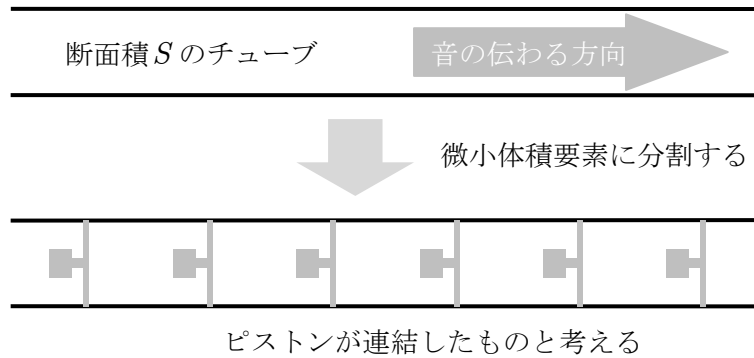 断面積Sのチューブ
音の伝わる方向
微小体積要素に分割する
ピストンが連結したものと考える